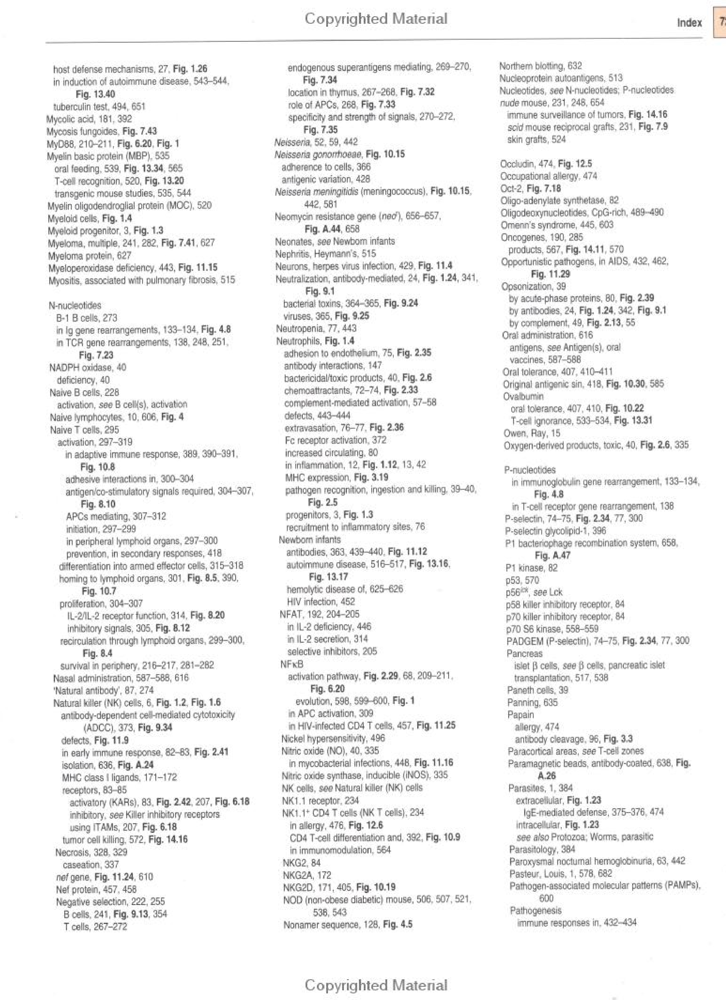 Copyrighted Material
Index
host defense mechanisms, 27, Fig. 1.26
in induction of autoimmune disease, 543–544,
Fig. 13.40
tuberculin test, 494, 651
Mycolic acid, 181, 392
Mycosis fungoides, Fig. 7.43
MyD88, 210–211, Fig. 6.20, Fig. 1
Myelin basic protein (MBP), 535
oral feeding, 539, Fig. 13.34, 565
T-cell recognition, 520, Fig. 13.20
transgenic mouse studies, 535, 544
Myelin oligodendroglial protein (MOC), 520
Myeloid cells, Fig. 1.4
Myeloid progenitor, 3, Fig. 1.3
Myeloma, multiple, 241, 282, Fig. 7.41, 627
Myeloma protein, 627
Myeloperoxidase deficiency, 443, Fig. 11.15
Myositis, associated with pulmonary fibrosis, 515
N-nucleotides
B-1 B cells, 273
in Ig gene rearrangements, 133–134, Fig. 4.8
in TCR gene rearrangements, 138, 248, 251,
Fig. 7.23
NADPH oxidase, 40
deficiency, 40
Naive B cells, 228
activation, see B cell(s), activation
Naive lymphocytes, 10, 606, Fig. 4
Naive T cells, 295
activation, 297–319
in adaptive immune response, 389, 390–391,
Fig. 10.8
adhesive interactions in, 300–304
antigen/co-stimulatory signals required, 304–307,
Fig. 8.10
APCs mediating, 307–312
initiation, 297–299
in peripheral lymphoid organs, 297–300
prevention, in secondary responses, 418
differentiation into armed effector cells, 315–318
homing to lymphoid organs, 301, Fig. 8.5, 390,
Fig. 10.7
proliferation, 304–307
IL-2/IL-2 receptor function, 314, Fig. 8.20
inhibitory signals, 305, Fig. 8.12
recirculation through lymphoid organs, 299–300,
Fig. 8.4
survival in periphery, 216–217, 281–282
Nasal administration, 587–588, 616
'Natural antibody', 87, 274
Natural killer (NK) cells, 6, Fig. 1.2, Fig. 1.6
antibody-dependent cell-mediated cytotoxicity
(ADCC), 373, Fig. 9.34
defects, Fig. 11.9
in early immune response, 82–83, Fig. 2.41
isolation, 636, Fig. A.24
MHC class I ligands, 171–172
receptors, 83–85
activatory (KARs), 83, Fig. 2.42, 207, Fig. 6.18
inhibitory, see Killer inhibitory receptors
using ITAMs, 207, Fig. 6.18
tumor cell killing, 572, Fig. 14.16
Necrosis, 328, 329
caseation, 337
nef gene, Fig. 11.24, 610
Nef protein, 457, 458
Negative selection, 222, 255
B cells, 241, Fig. 9.13, 354
T cells, 267–272
endogenous superantigens mediating, 269–270,
Fig. 7.34
location in thymus, 267–268, Fig. 7.32
role of APCs, 268, Fig. 7.33
specificity and strength of signals, 270–272,
Fig. 7.35
Neisseria, 52, 59, 442
Neisseria gonorrhoeae, Fig. 10.15
adherence to cells, 366
antigenic variation, 428
Neisseria meningitidis (meningococcus), Fig. 10.15,
442, 581
Neomycin resistance gene (neoʳ), 656–657,
Fig. A.44, 658
Neonates, see Newborn infants
Nephritis, Heymann's, 515
Neurons, herpes virus infection, 429, Fig. 11.4
Neutralization, antibody-mediated, 24, Fig. 1.24, 341,
Fig. 9.1
bacterial toxins, 364–365, Fig. 9.24
viruses, 365, Fig. 9.25
Neutropenia, 77, 443
Neutrophils, Fig. 1.4
adhesion to endothelium, 75, Fig. 2.35
antibody interactions, 147
bactericidal/toxic products, 40, Fig. 2.6
chemoattractants, 72–74, Fig. 2.33
complement-mediated activation, 57–58
defects, 443–444
extravasation, 76–77, Fig. 2.36
Fc receptor activation, 372
increased circulating, 80
in inflammation, 12, Fig. 1.12, 13, 42
MHC expression, Fig. 3.19
pathogen recognition, ingestion and killing, 39–40,
Fig. 2.5
progenitors, 3, Fig. 1.3
recruitment to inflammatory sites, 76
Newborn infants
antibodies, 363, 439–440, Fig. 11.12
autoimmune disease, 516–517, Fig. 13.16,
Fig. 13.17
hemolytic disease of, 625–626
HIV infection, 452
NFAT, 192, 204–205
in IL-2 deficiency, 446
in IL-2 secretion, 314
selective inhibitors, 205
NFκB
activation pathway, Fig. 2.29, 68, 209–211,
Fig. 6.20
evolution, 598, 599–600, Fig. 1
in APC activation, 309
in HIV-infected CD4 T cells, 457, Fig. 11.25
Nickel hypersensitivity, 496
Nitric oxide (NO), 40, 335
in mycobacterial infections, 448, Fig. 11.16
Nitric oxide synthase, inducible (iNOS), 335
NK cells, see Natural killer (NK) cells
NK1.1 receptor, 234
NK1.1⁺ CD4 T cells (NK T cells), 234
in allergy, 476, Fig. 12.6
CD4 T-cell differentiation and, 392, Fig. 10.9
in immunomodulation, 564
NKG2, 84
NKG2A, 172
NKG2D, 171, 405, Fig. 10.19
NOD (non-obese diabetic) mouse, 506, 507, 521,
538, 543
Nonamer sequence, 128, Fig. 4.5
Northern blotting, 632
Nucleoprotein autoantigens, 513
Nucleotides, see N-nucleotides; P-nucleotides
nude mouse, 231, 248, 654
immune surveillance of tumors, Fig. 14.16
scid mouse reciprocal grafts, 231, Fig. 7.9
skin grafts, 524
Occludin, 474, Fig. 12.5
Occupational allergy, 474
Oct-2, Fig. 7.18
Oligo-adenylate synthetase, 82
Oligodeoxynucleotides, CpG-rich, 489–490
Omenn's syndrome, 445, 603
Oncogenes, 190, 285
products, 567, Fig. 14.11, 570
Opportunistic pathogens, in AIDS, 432, 462,
Fig. 11.29
Opsonization, 39
by acute-phase proteins, 80, Fig. 2.39
by antibodies, 24, Fig. 1.24, 342, Fig. 9.1
by complement, 49, Fig. 2.13, 55
Oral administration, 616
antigens, see Antigen(s), oral
vaccines, 587–588
Oral tolerance, 407, 410–411
Original antigenic sin, 418, Fig. 10.30, 585
Ovalbumin
oral tolerance, 407, 410, Fig. 10.22
T-cell ignorance, 533–534, Fig. 13.31
Owen, Ray, 15
Oxygen-derived products, toxic, 40, Fig. 2.6, 335
P-nucleotides
in immunoglobulin gene rearrangement, 133–134,
Fig. 4.8
in T-cell receptor gene rearrangement, 138
P-selectin, 74–75, Fig. 2.34, 77, 300
P-selectin glycolipid-1, 396
P1 bacteriophage recombination system, 658,
Fig. A.47
P1 kinase, 82
p53, 570
p56ˡᶜᵏ, see Lck
p58 killer inhibitory receptor, 84
p70 killer inhibitory receptor, 84
p70 S6 kinase, 558–559
PADGEM (P-selectin), 74–75, Fig. 2.34, 77, 300
Pancreas
islet β cells, see β cells, pancreatic islet
transplantation, 517, 538
Paneth cells, 39
Panning, 635
Papain
allergy, 474
antibody cleavage, 96, Fig. 3.3
Paracortical areas, see T-cell zones
Paramagnetic beads, antibody-coated, 638, Fig.
A.26
Parasites, 1, 384
extracellular, Fig. 1.23
IgE-mediated defense, 375–376, 474
intracellular, Fig. 1.23
see also Protozoa; Worms, parasitic
Parasitology, 384
Paroxysmal nocturnal hemoglobinuria, 63, 442
Pasteur, Louis, 1, 578, 682
Pathogen-associated molecular patterns (PAMPs),
600
Pathogenesis
immune responses in, 432–434
Copyrighted Material